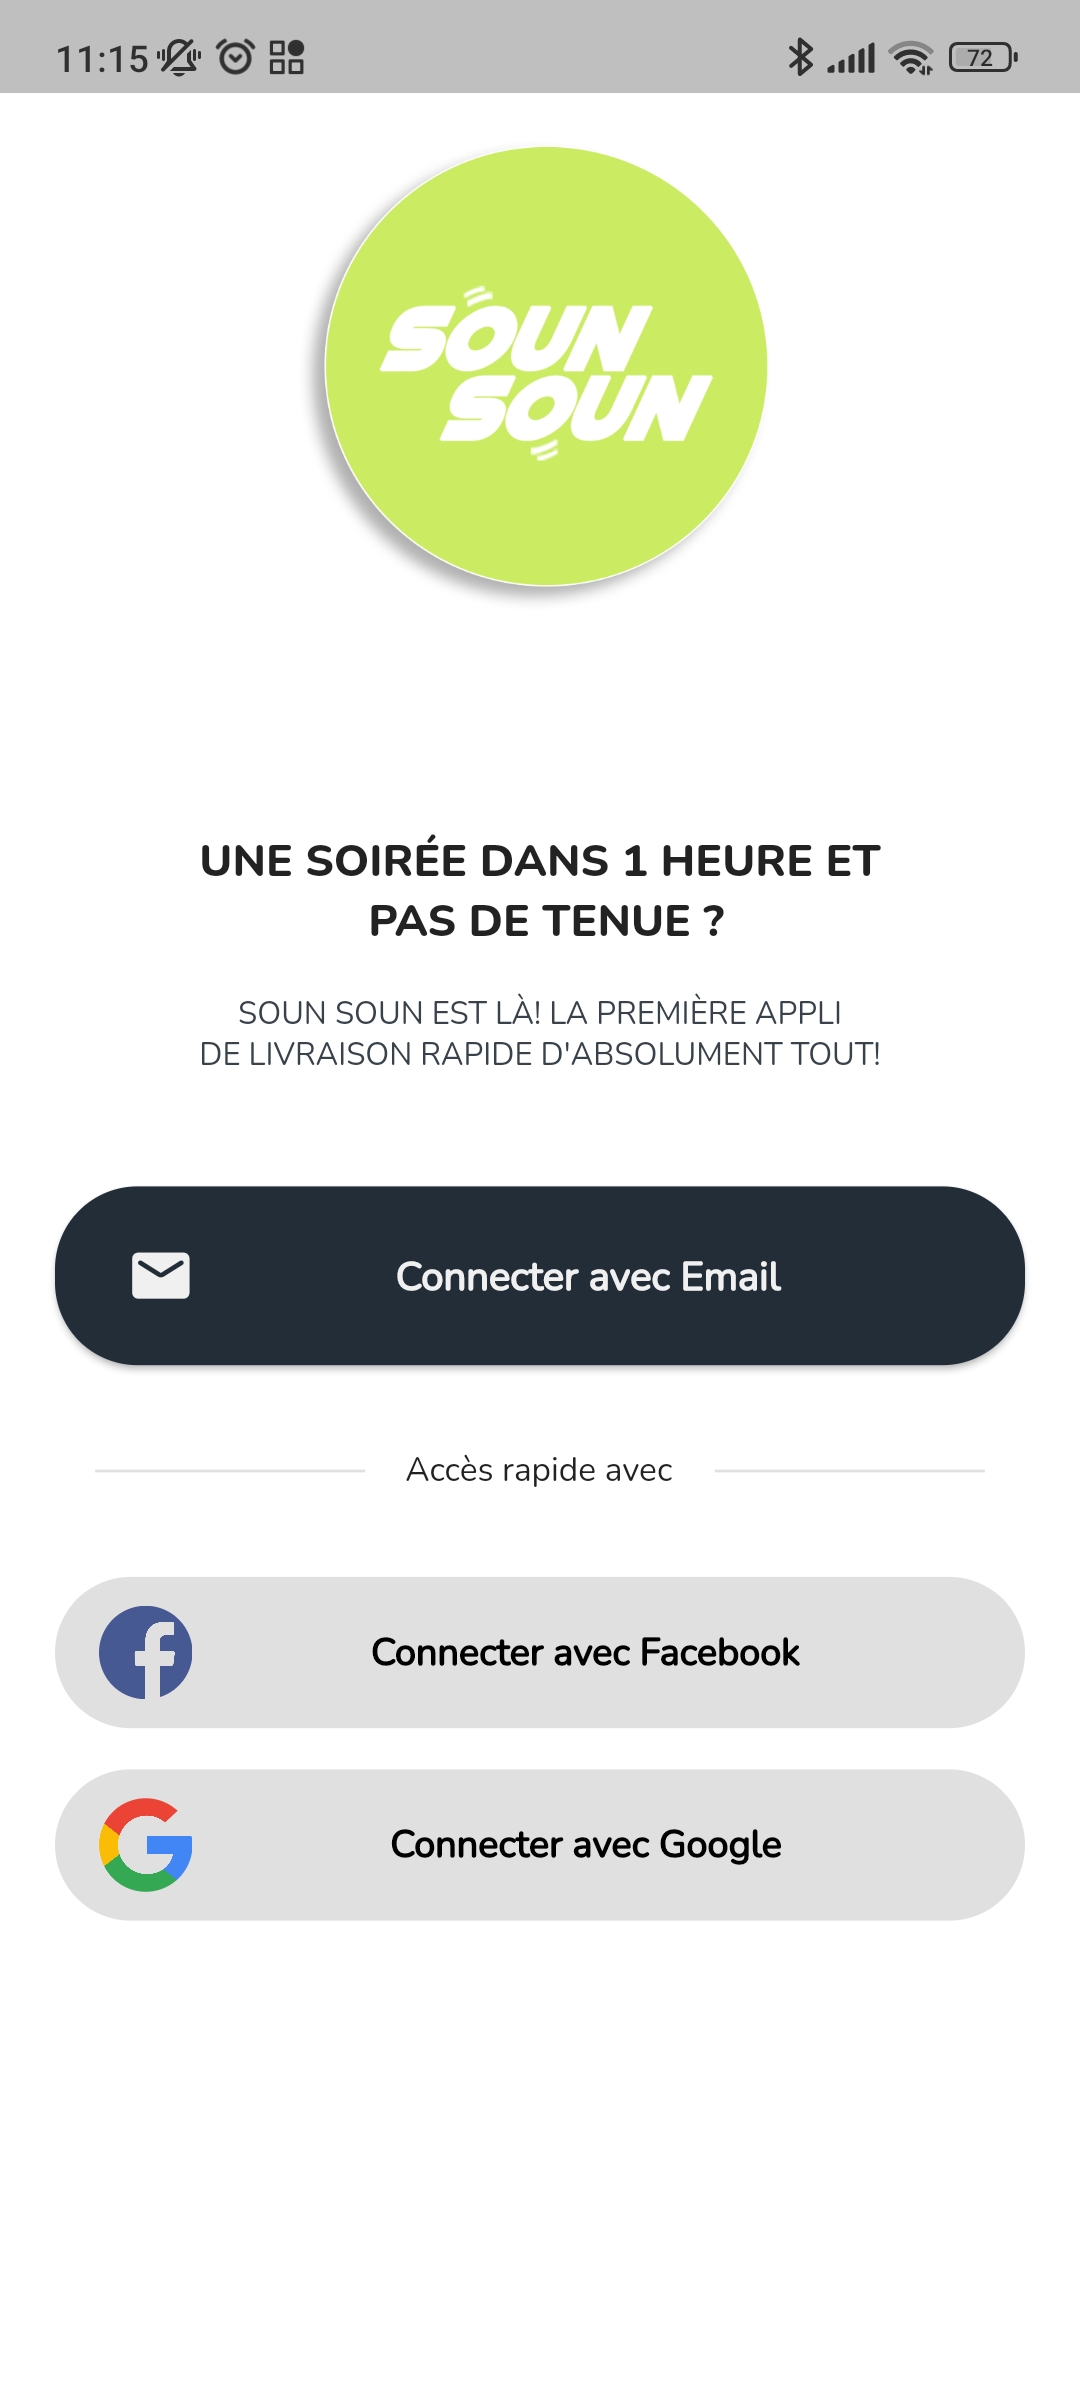 11:15
72
SOUN
SOUN
UNE SOIRÉE DANS 1 HEURE ET
PAS DE TENUE ?
SOUN SOUN EST LÀ! LA PREMIÈRE APPLI
DE LIVRAISON RAPIDE D'ABSOLUMENT TOUT!
Connecter avec Email
Accès rapide avec
Connecter avec Facebook
Connecter avec Google